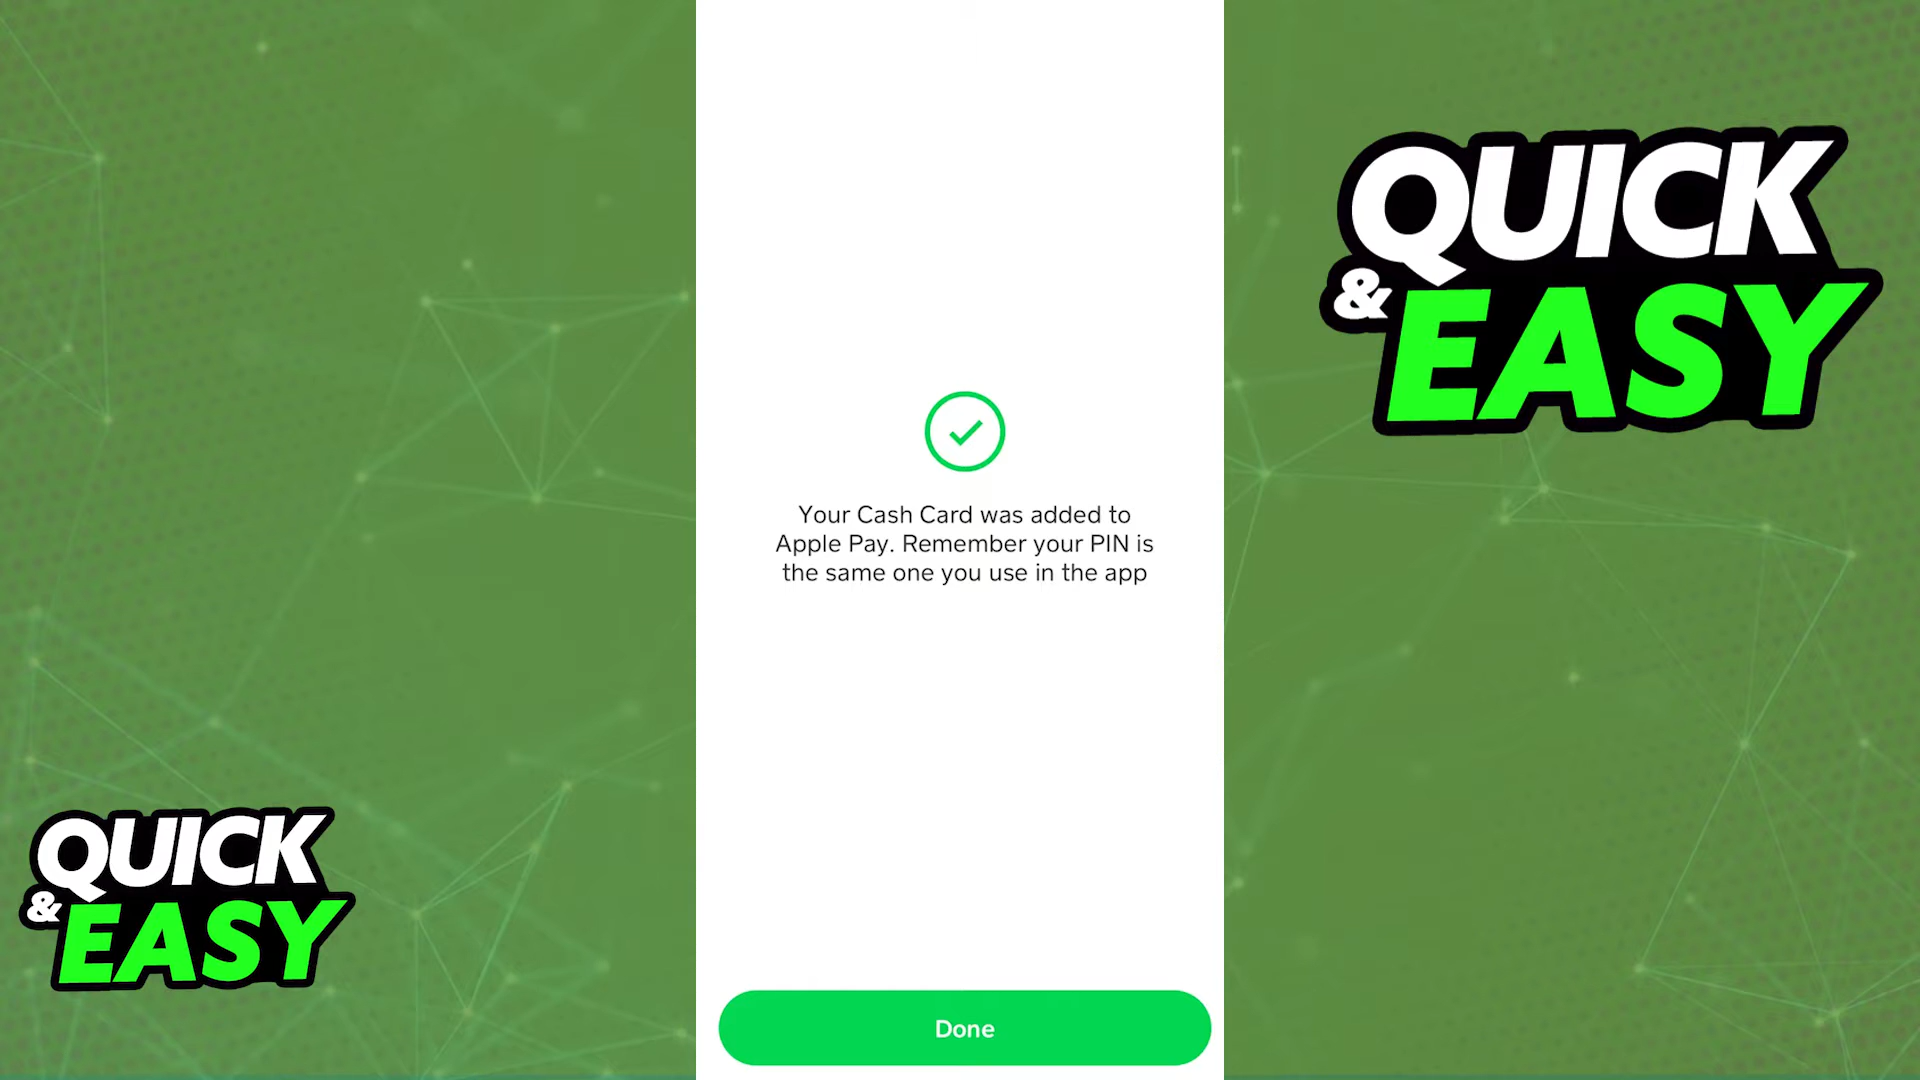 QUICK
& EASY
Your Cash Card was added to
Apple Pay. Remember your PIN is
the same one you use in the app
QUICK
& EASY
Done